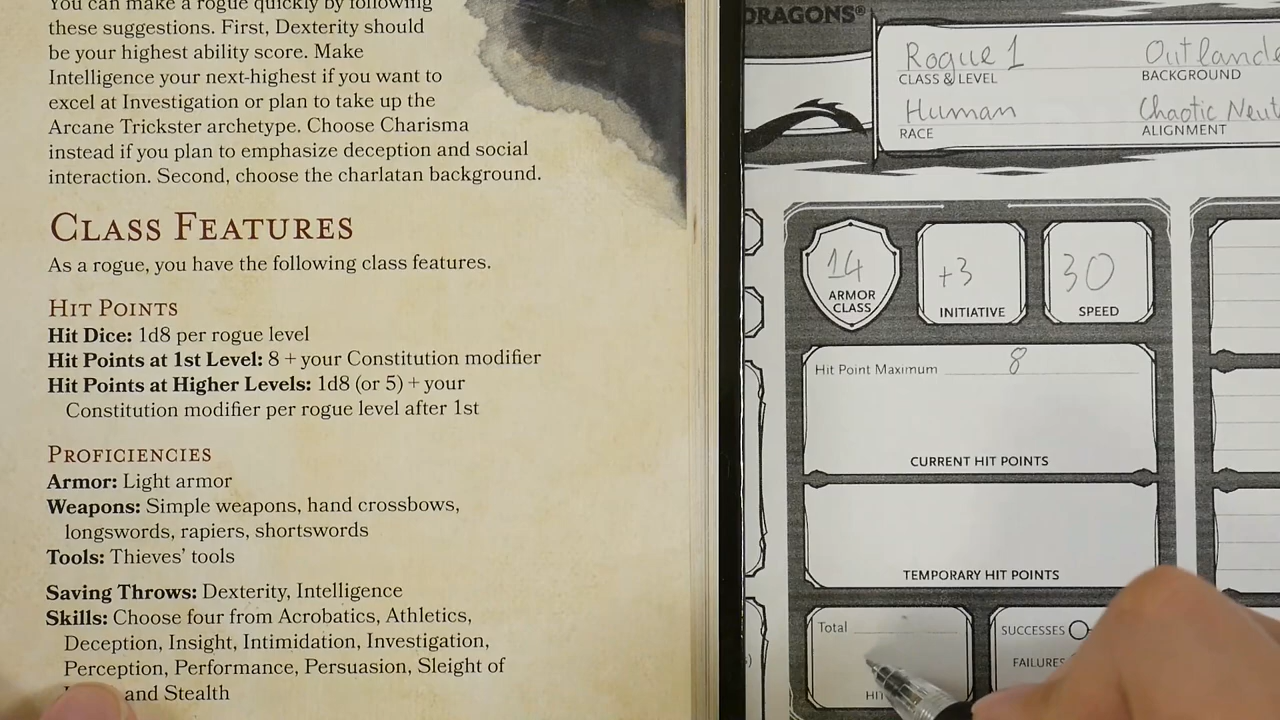 You can make a rogue quickly by following
these suggestions. First, Dexterity should
be your highest ability score. Make
Intelligence your next-highest if you want to
excel at Investigation or plan to take up the
Arcane Trickster archetype. Choose Charisma
instead if you plan to emphasize deception and social
interaction. Second, choose the charlatan background.
CLASS FEATURES
As a rogue, you have the following class features.
HIT POINTS
Hit Dice: 1d8 per rogue level
Hit Points at 1st Level: 8 + your Constitution modifier
Hit Points at Higher Levels: 1d8 (or 5) + your
Constitution modifier per rogue level after 1st
PROFICIENCIES
Armor: Light armor
Weapons: Simple weapons, hand crossbows,
longswords, rapiers, shortswords
Tools: Thieves' tools
Saving Throws: Dexterity, Intelligence
Skills: Choose four from Acrobatics, Athletics,
Deception, Insight, Intimidation, Investigation,
Perception, Performance, Persuasion, Sleight of
and Stealth
DRAGONS®
Rogue 1
CLASS & LEVEL
Outlande
BACKGROUND
Human
RACE
Chaotic Neut
ALIGNMENT
14
ARMOR
CLASS
+3
INITIATIVE
30
SPEED
Hit Point Maximum 8
CURRENT HIT POINTS
TEMPORARY HIT POINTS
Total
HIT
SUCCESSES
FAILURES